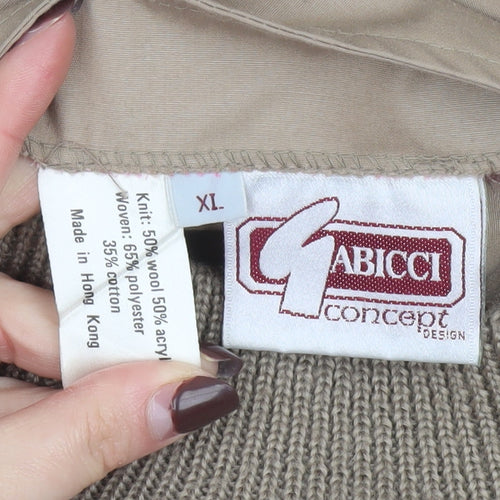 Knit: 50% wool 50% acryl
Woven: 65% polyester
35% cotton
Made in Hong Kong
XL
GABICCI
concept
DESIGN